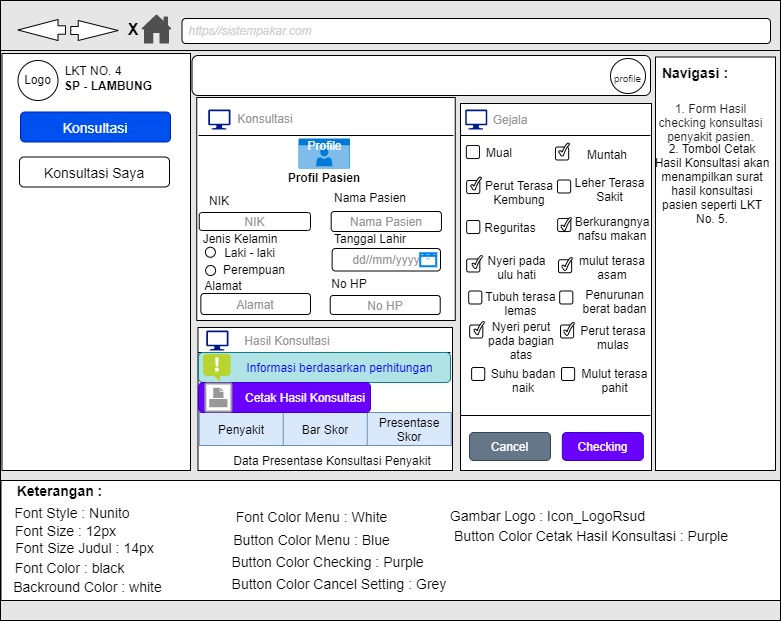 X
https//sistempakar.com
Logo
LKT NO. 4
SP - LAMBUNG
Konsultasi
Konsultasi Saya
profile
Konsultasi
Profile
Profil Pasien
NIK
Nama Pasien
NIK
Nama Pasien
Jenis Kelamin
Tanggal Lahir
Laki - laki
dd//mm/yyyy
Perempuan
Alamat
No HP
Alamat
No HP
Hasil Konsultasi
Informasi berdasarkan perhitungan
Cetak Hasil Konsultasi
Penyakit
Bar Skor
Presentase
Skor
Data Presentase Konsultasi Penyakit
Gejala
Mual
Muntah
Perut Terasa
Kembung
Leher Terasa
Sakit
Reguritas
Berkurangnya
nafsu makan
Nyeri pada
ulu hati
mulut terasa
asam
Tubuh terasa
lemas
Penurunan
berat badan
Nyeri perut
pada bagian
atas
Perut terasa
mulas
Suhu badan
naik
Mulut terasa
pahit
Cancel
Checking
Navigasi :
1. Form Hasil
checking konsultasi
penyakit pasien.
2. Tombol Cetak
Hasil Konsultasi akan
menampilkan surat
hasil konsultasi
pasien seperti LKT
No. 5.
Keterangan :
Font Style : Nunito
Font Size : 12px
Font Size Judul : 14px
Font Color : black
Backround Color : white
Font Color Menu : White
Button Color Menu : Blue
Button Color Checking : Purple
Button Color Cancel Setting : Grey
Gambar Logo : Icon_LogoRsud
Button Color Cetak Hasil Konsultasi : Purple